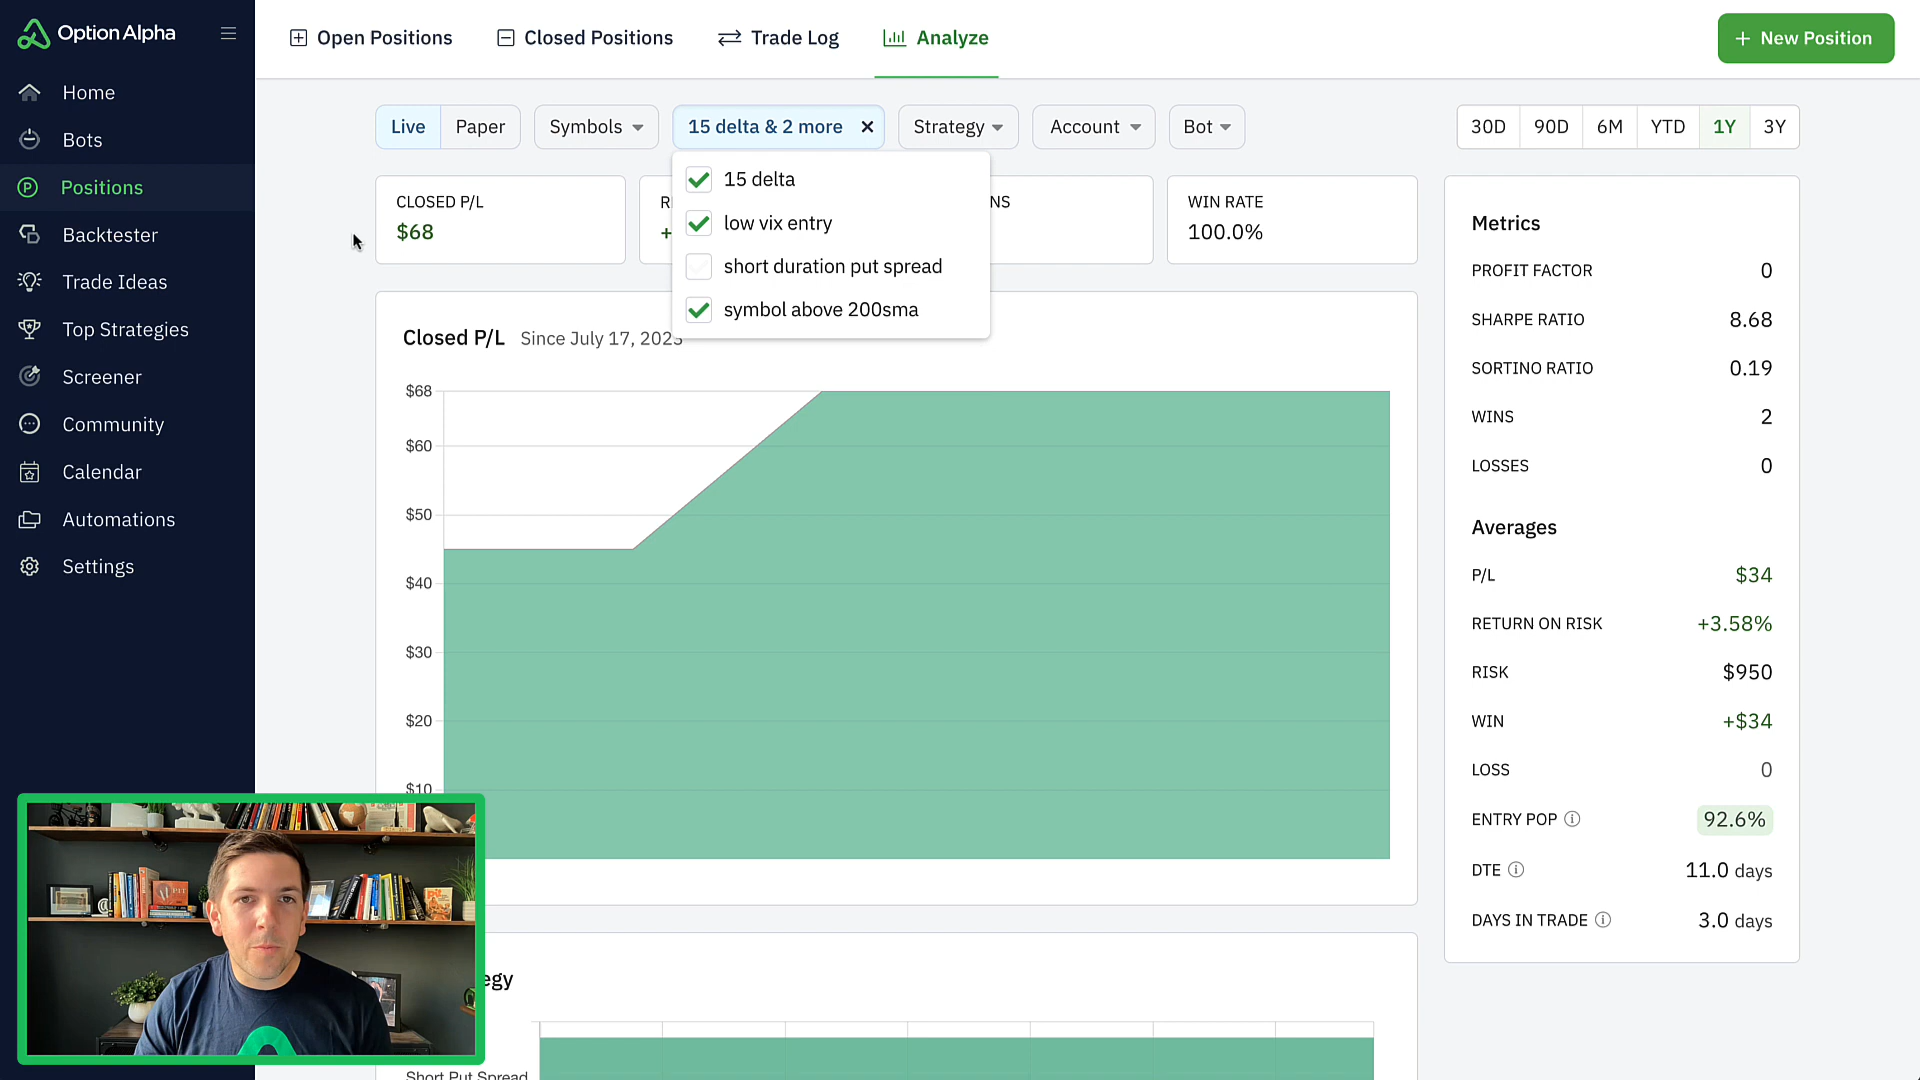 Option Alpha
Home
Bots
Positions
Backtester
Trade Ideas
Top Strategies
Screener
Community
Calendar
Automations
Settings
Open Positions
Closed Positions
Trade Log
Analyze
+ New Position
Live
Paper
Symbols
15 delta & 2 more
Strategy
Account
Bot
30D
90D
6M
YTD
1Y
3Y
15 delta
low vix entry
short duration put spread
symbol above 200sma
CLOSED P/L
$68
R
+
NS
WIN RATE
100.0%
Closed P/L Since July 17, 2023
$68
$60
$50
$40
$30
$20
$10
egy
Short Put Spread
Metrics
PROFIT FACTOR 0
SHARPE RATIO 8.68
SORTINO RATIO 0.19
WINS 2
LOSSES 0
Averages
P/L $34
RETURN ON RISK +3.58%
RISK $950
WIN +$34
LOSS 0
ENTRY POP 92.6%
DTE 11.0 days
DAYS IN TRADE 3.0 days